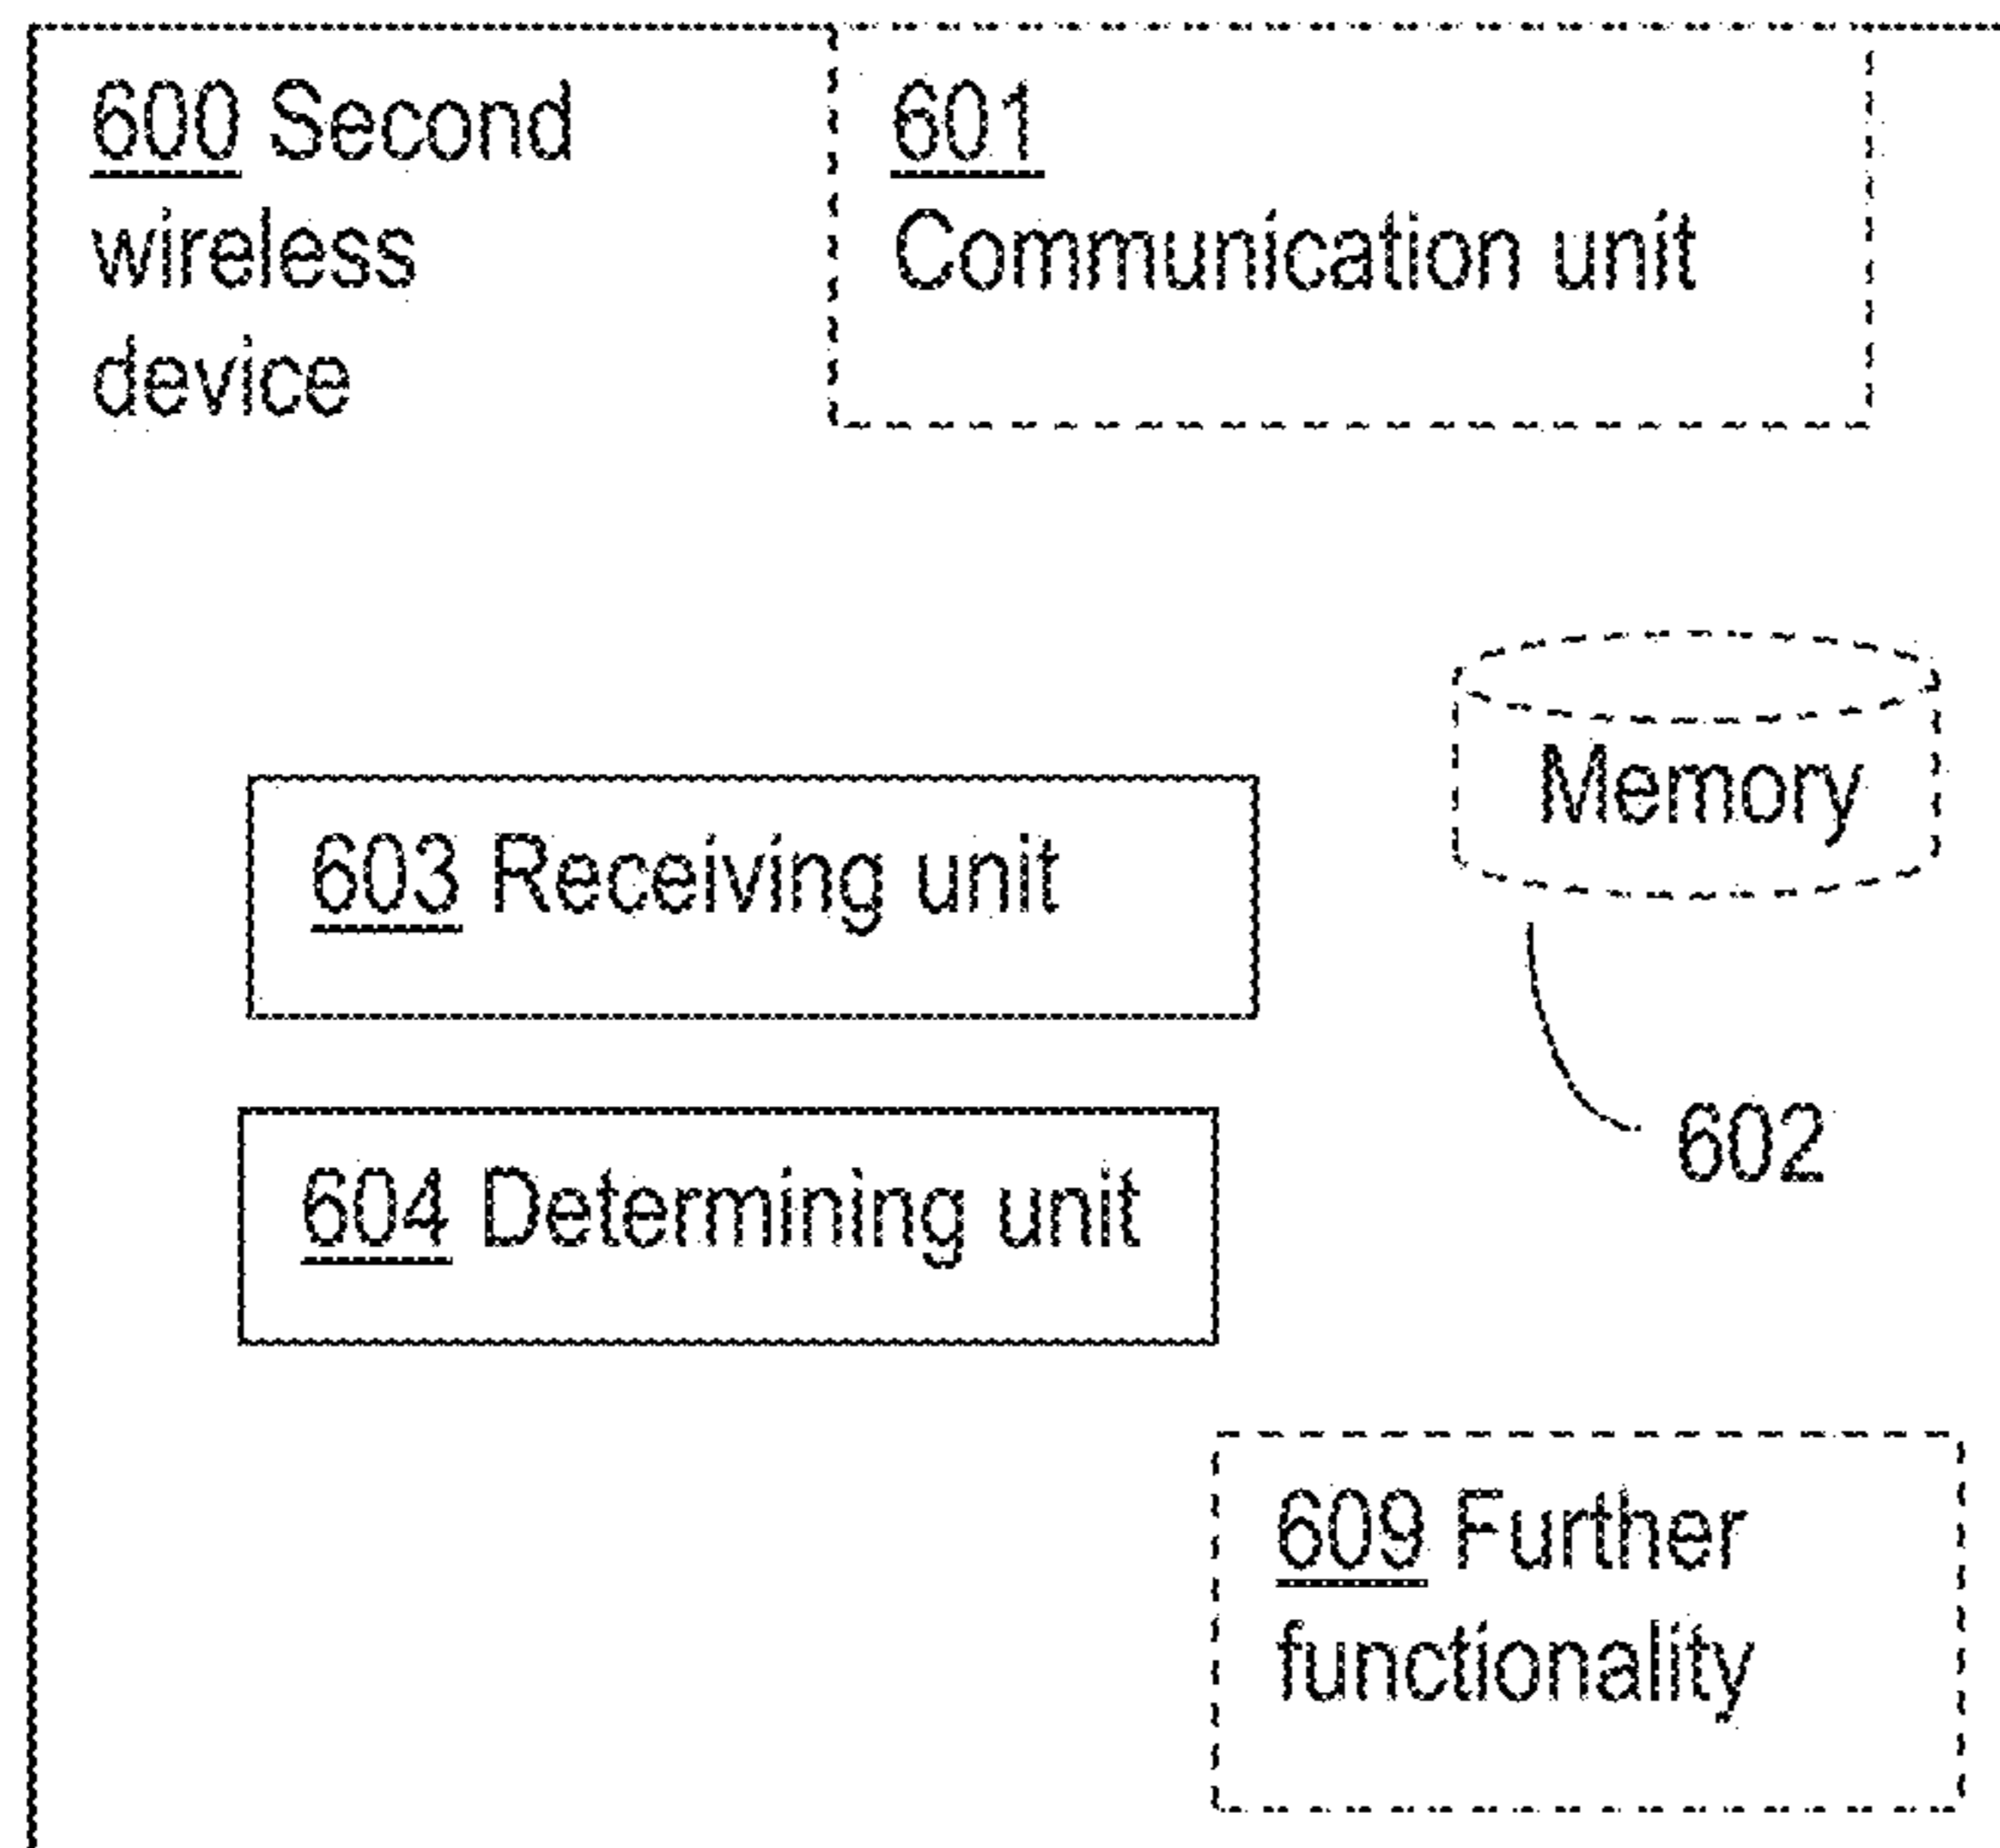 600 Second
wireless
device
601
Communication unit
Memory
603 Receiving unit
602
604 Determining unit
609 Further
functionality